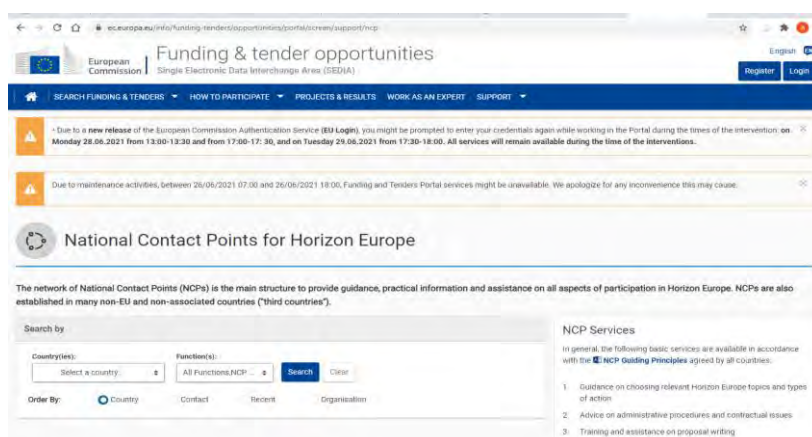 ec.europa.eu/info/funding-tenders/opportunities/portal/screen/support/ncp
European
Commission
Funding & tender opportunities
Single Electronic Data Interchange Area (SEDIA)
English
Register
Login
SEARCH FUNDING & TENDERS
HOW TO PARTICIPATE
PROJECTS & RESULTS
WORK AS AN EXPERT
SUPPORT
- Due to a new release of the European Commission Authentication Service (EU Login), you might be prompted to enter your credentials again while working in the Portal during the times of the intervention: on
Monday 28.06.2021 from 13:00-13:30 and from 17:00-17: 30, and on Tuesday 29.06.2021 from 17:30-18:00. All services will remain available during the time of the interventions.
Due to maintenance activities, between 26/06/2021 07:00 and 26/06/2021 18:00, Funding and Tenders Portal services might be unavailable. We apologize for any inconvenience this may cause.
National Contact Points for Horizon Europe
The network of National Contact Points (NCPs) is the main structure to provide guidance, practical information and assistance on all aspects of participation in Horizon Europe. NCPs are also
established in many non-EU and non-associated countries ("third countries").
Search by
Country(ies):
Function(s):
Select a country...
All Functions,NCP ...
Search
Clear
Order By:
Country
Contact
Recent
Organisation
NCP Services
In general, the following basic services are available in accordance
with the NCP Guiding Principles agreed by all countries:
1. Guidance on choosing relevant Horizon Europe topics and types
of action
2. Advice on administrative procedures and contractual issues
3. Training and assistance on proposal writing